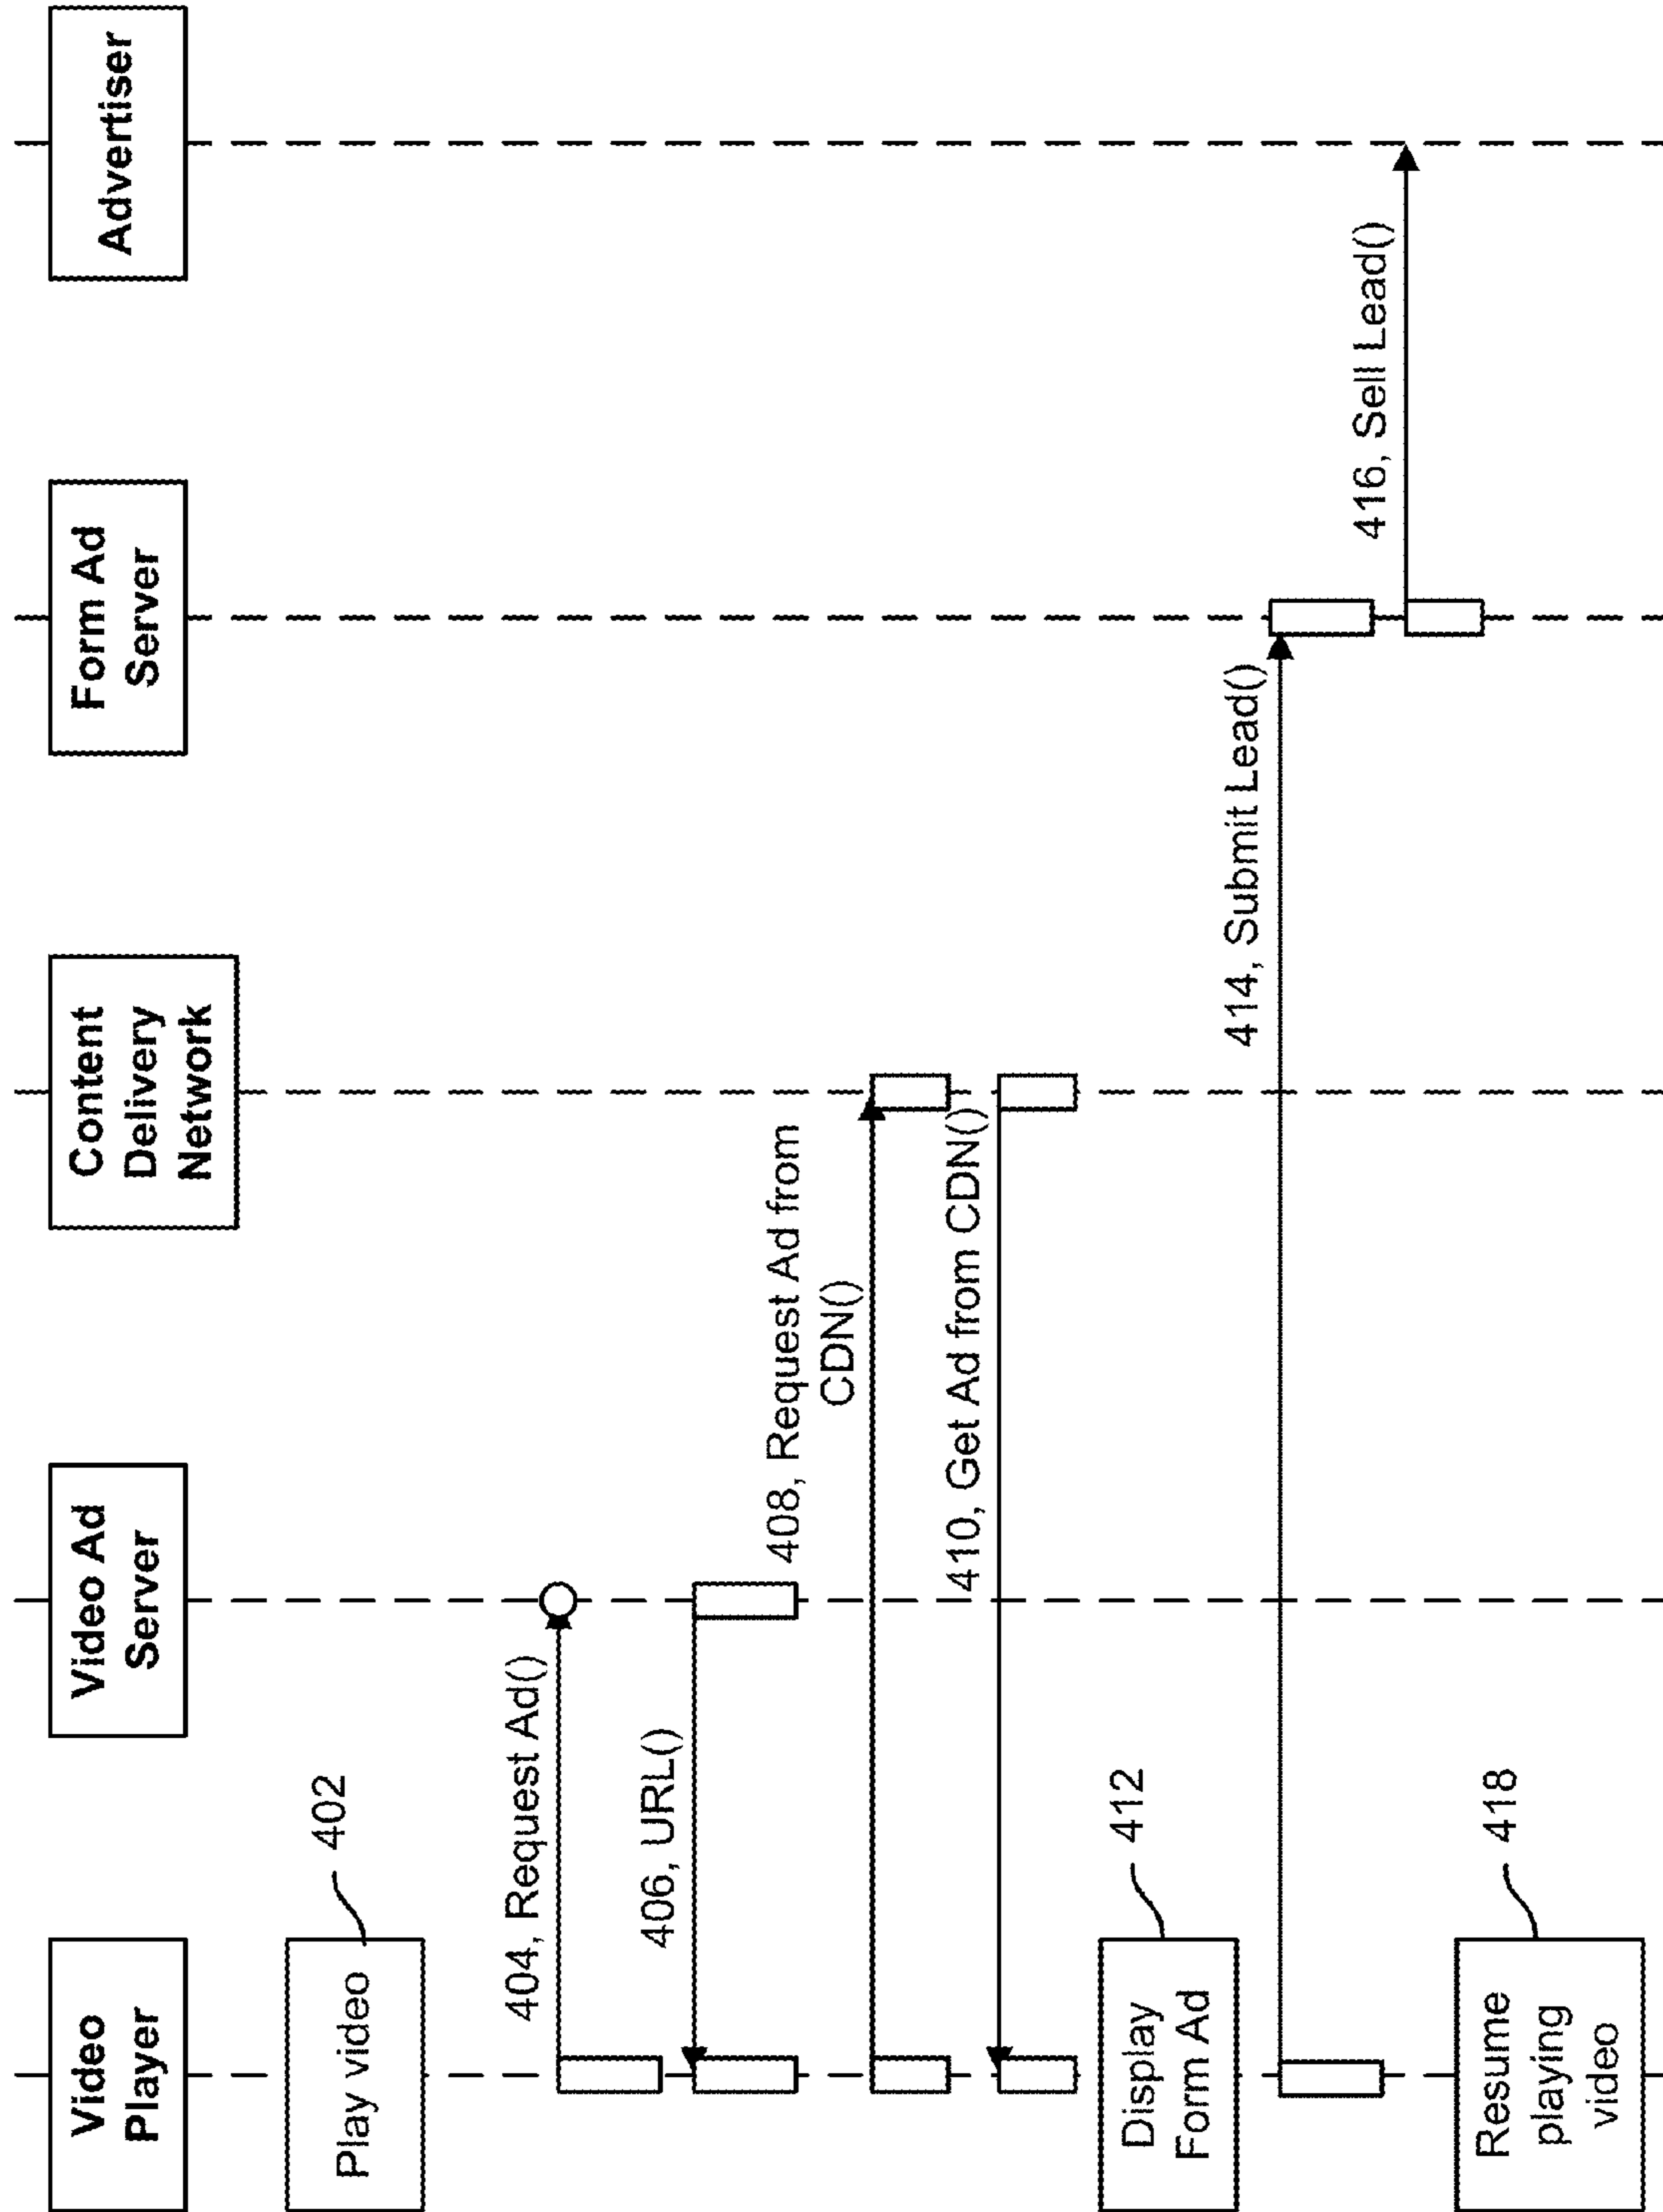 Video
Player
Video Ad
Server
Content
Delivery
Network
Form Ad
Server
Advertiser
Play video
402
404, Request Ad()
406, URL()
408, Request Ad from
CDN()
410, Get Ad from CDN()
Display
Form Ad
412
414, Submit Lead()
416, Sell Lead()
Resume
playing
video
418